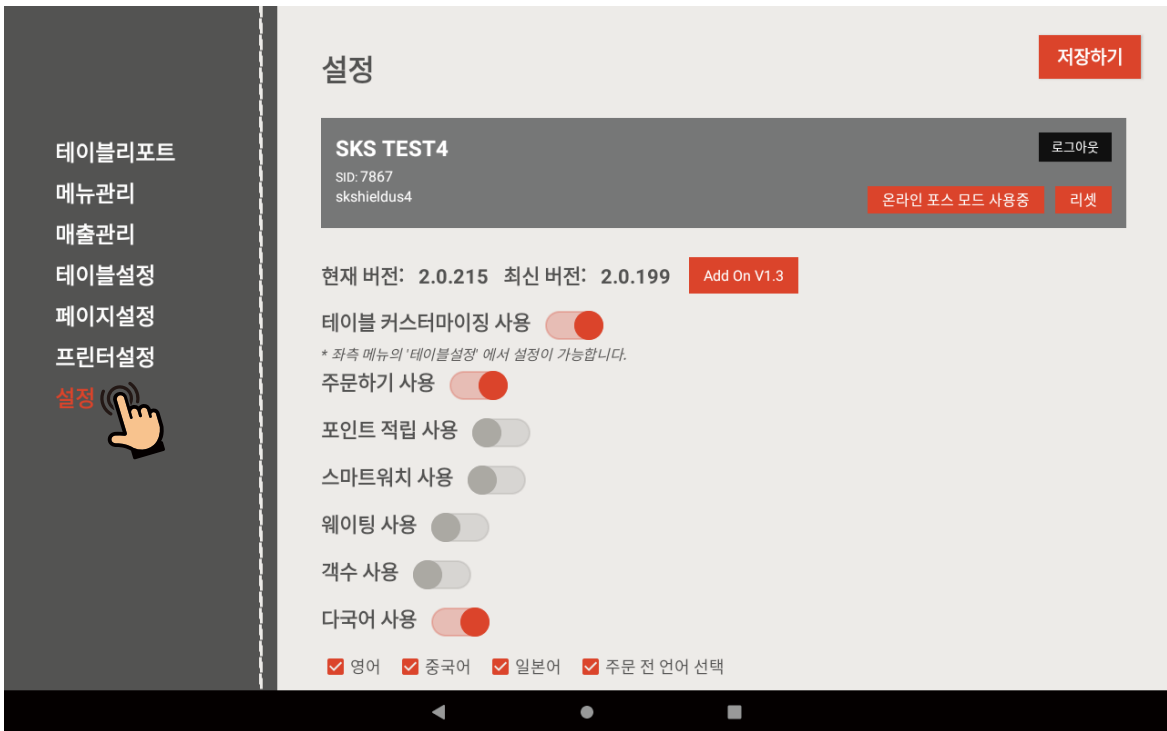 설정
저장하기
테이블리포트
메뉴관리
매출관리
테이블설정
페이지설정
프린터설정
설정
SKS TEST4
SID: 7867
skshieldus4
로그아웃
온라인 포스 모드 사용중
리셋
현재 버전: 2.0.215 최신 버전: 2.0.199 Add On V1.3
테이블 커스터마이징 사용
* 좌측 메뉴의 '테이블설정' 에서 설정이 가능합니다.
주문하기 사용
포인트 적립 사용
스마트워치 사용
웨이팅 사용
객수 사용
다국어 사용
영어 중국어 일본어 주문 전 언어 선택